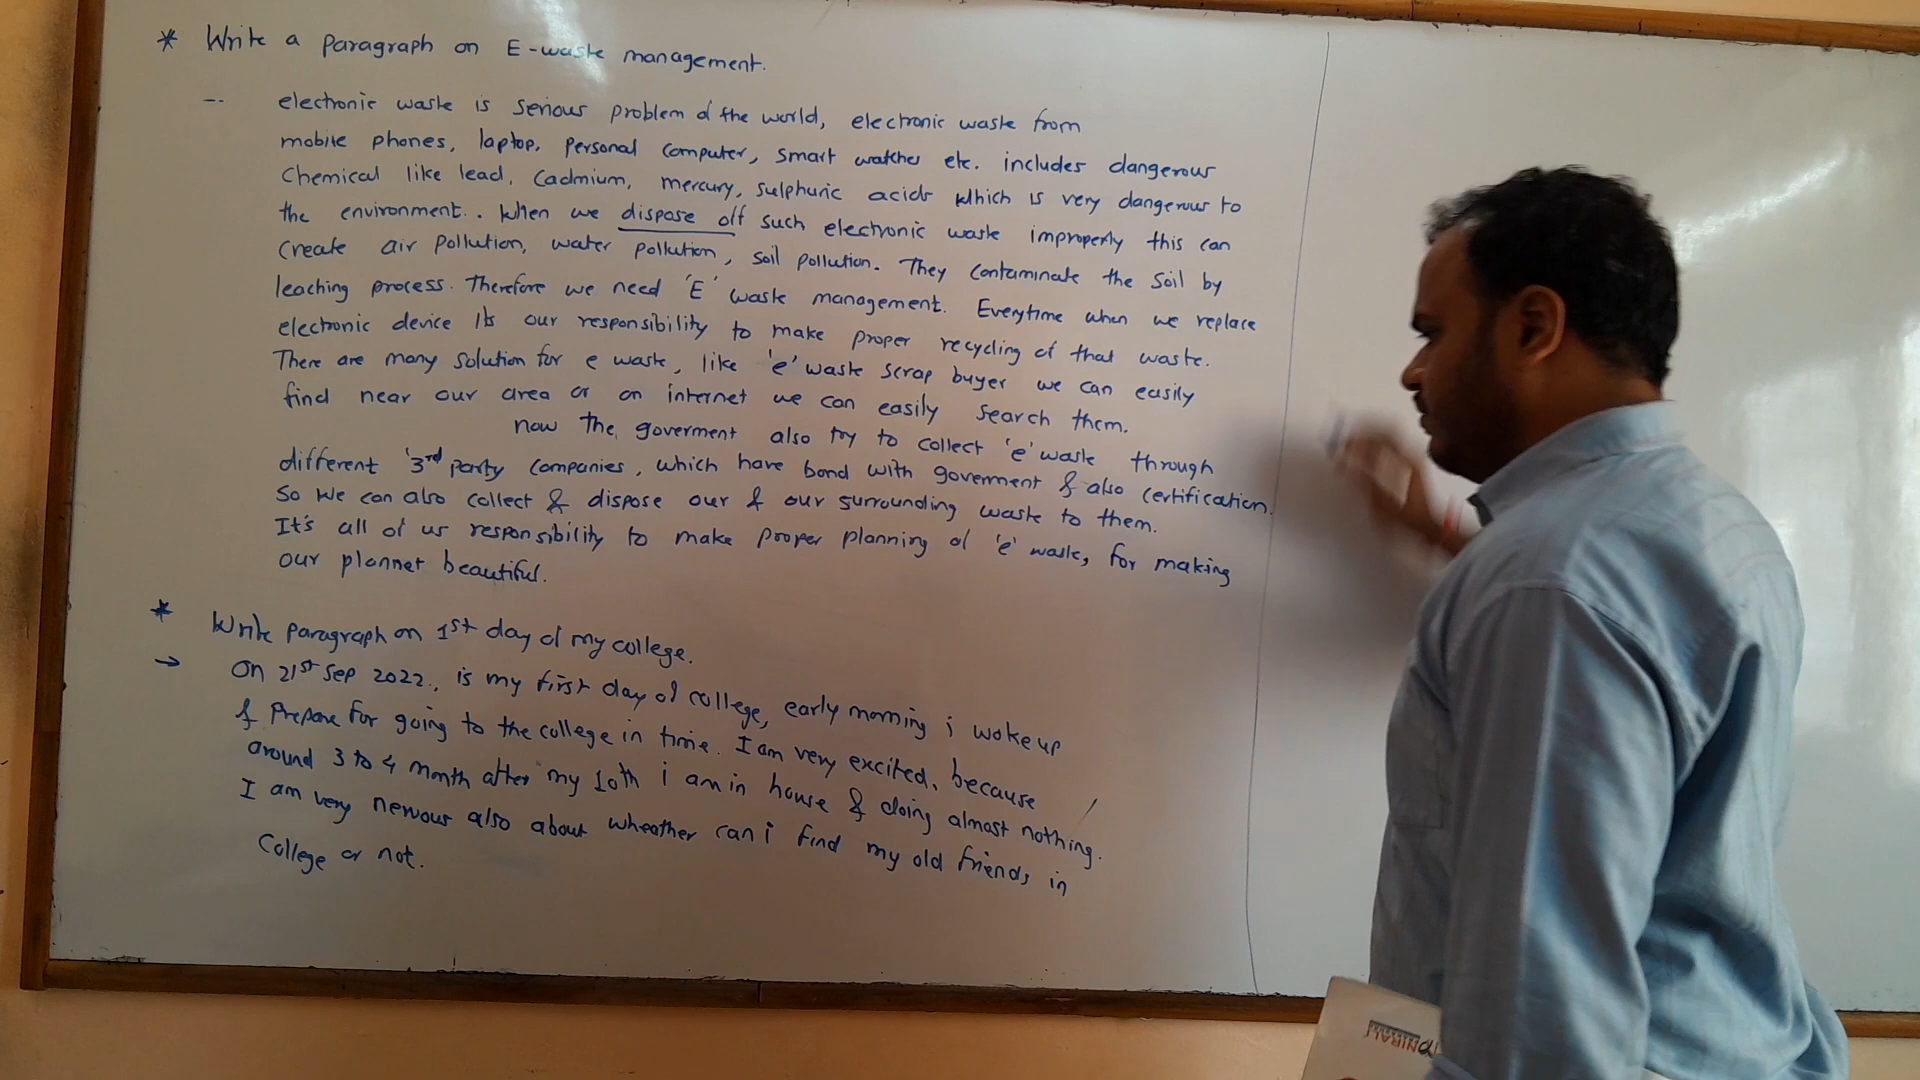 * Write a paragraph on E-waste management.
-- electronic waste is serious problem of the world, electronic waste from
mobile phones, laptop, personal computer, smart watches etc. includes dangerous
chemical like lead, cadmium, mercury, sulphuric acids which is very dangerous to
the environment.. When we dispose off such electronic waste improperly this can
create air pollution, water pollution, soil pollution. They contaminate the soil by
leaching process. Therefore we need 'E' waste management. Everytime when we replace
electronic device Its our responsibility to make proper recycling of that waste.
There are many solution for e waste, like 'e' waste scrap buyer we can easily
find near our area or on internet we can easily search them.
now the goverment also try to collect 'e' waste through
different '3rd party companies, which have bond with goverment & also certification.
So We can also collect & dispose our & our surrounding waste to them.
It's all of us responsibility to make proper planning of 'e' waste, for making
our plannet beautiful.
* Write paragraph on 1st day of my college.
→ On 21st Sep 2022., is my first day of college, early morning i wokeup
& Prepare for going to the college in time. I am very excited, because
around 3 to 4 month after my 10th i am in house & doing almost nothing.
I am very nervous also about wheather can i find my old friends in
College or not.
NIRALI